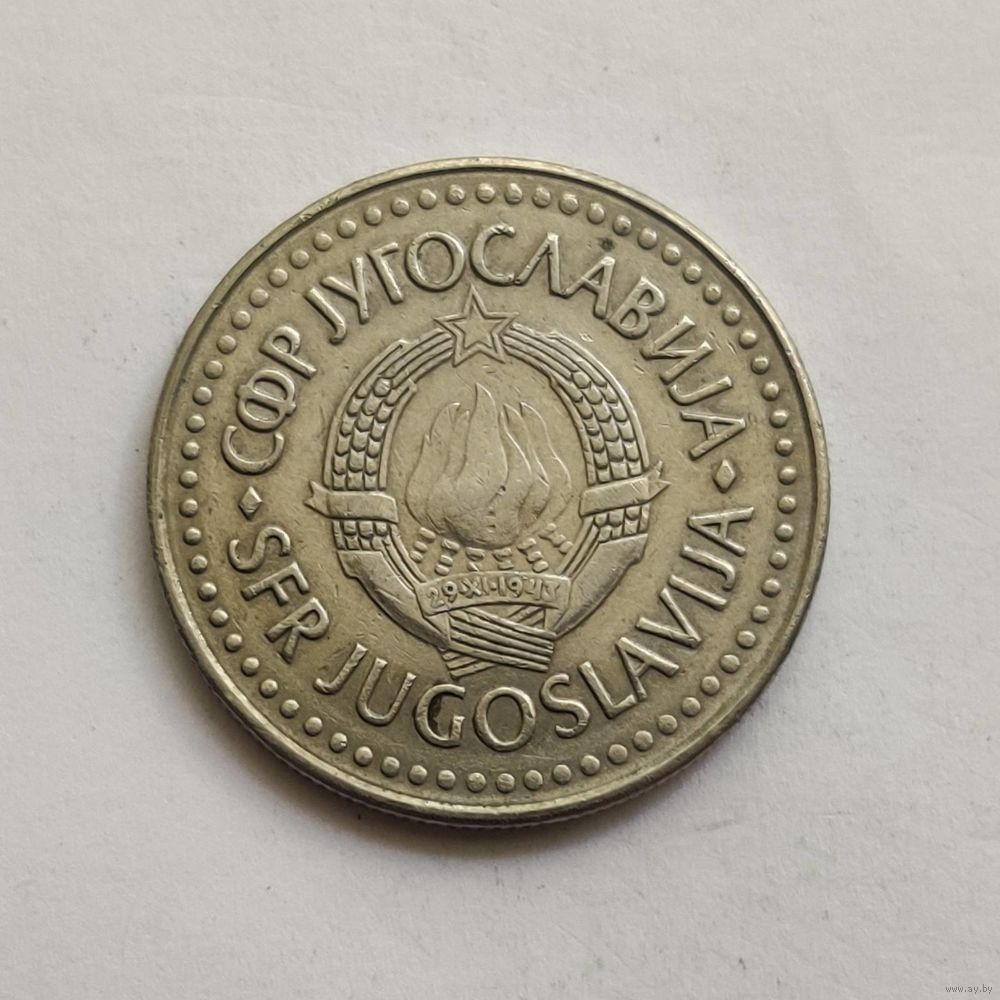 СФР ЈУГОСЛАВИЈА
SFR JUGOSLAVIJA
29·XI·1943
www.ay.by